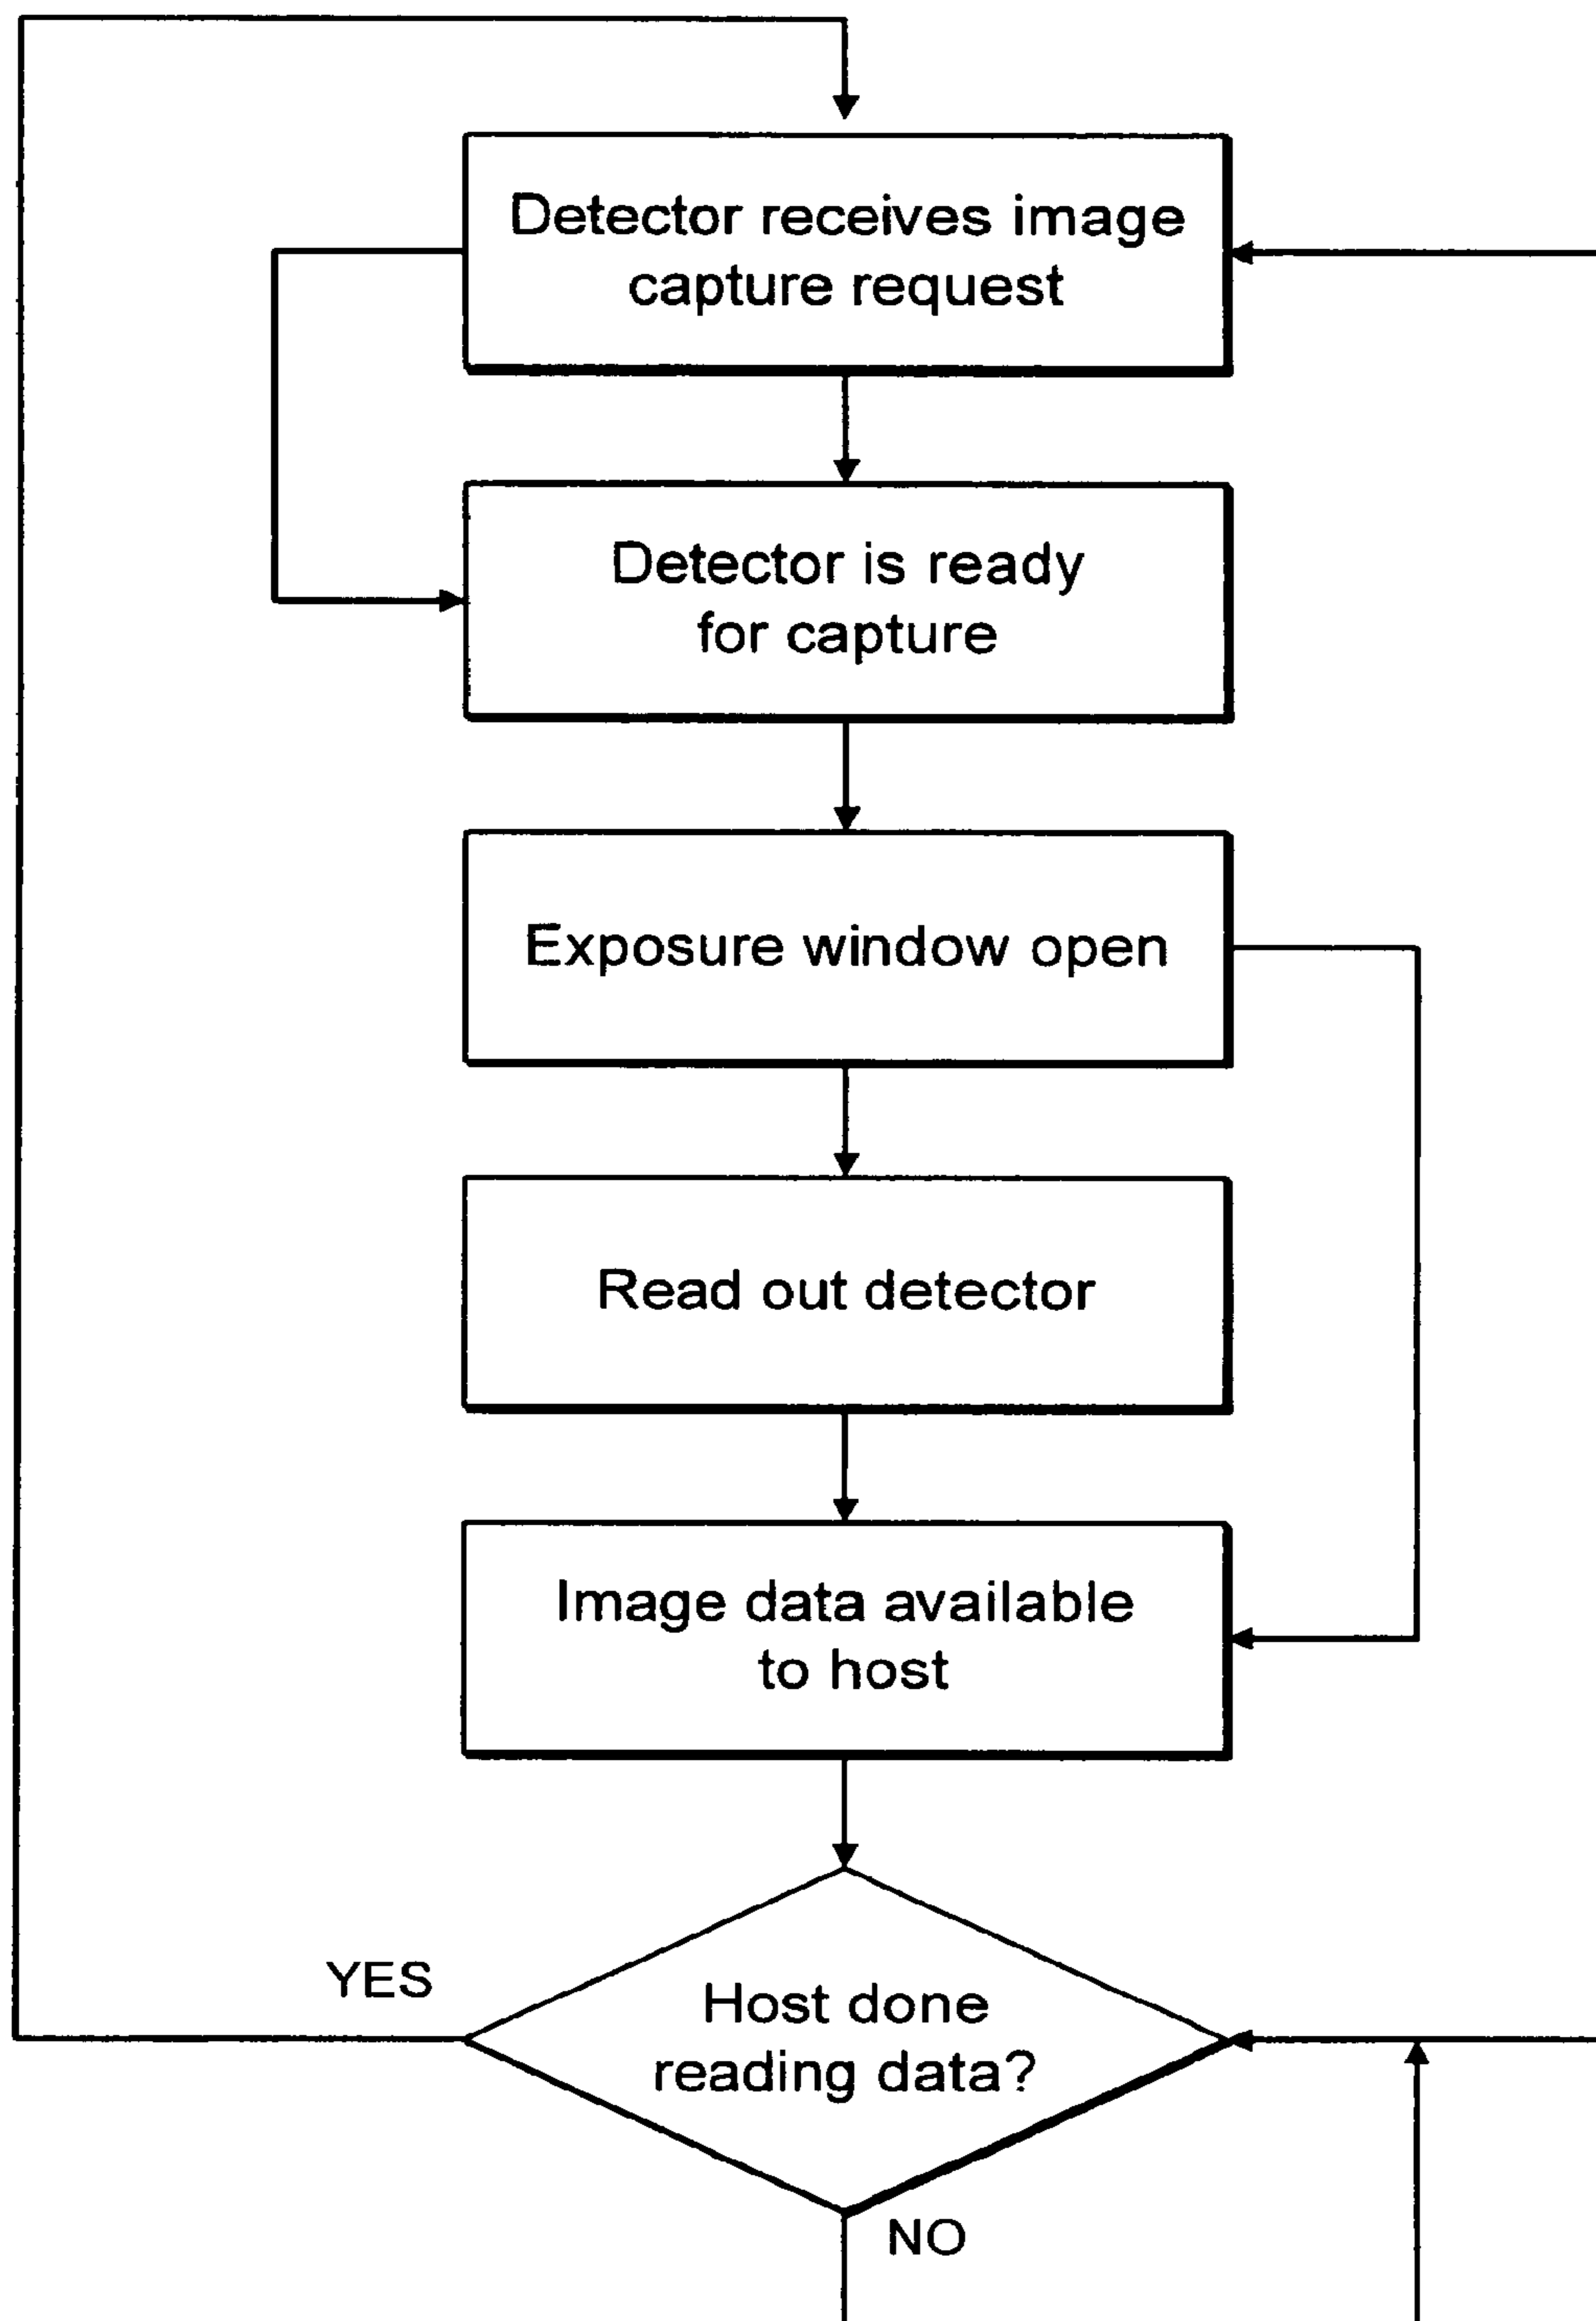 Detector receives image
capture request
Detector is ready
for capture
Exposure window open
Read out detector
Image data available
to host
YES
Host done
reading data?
NO